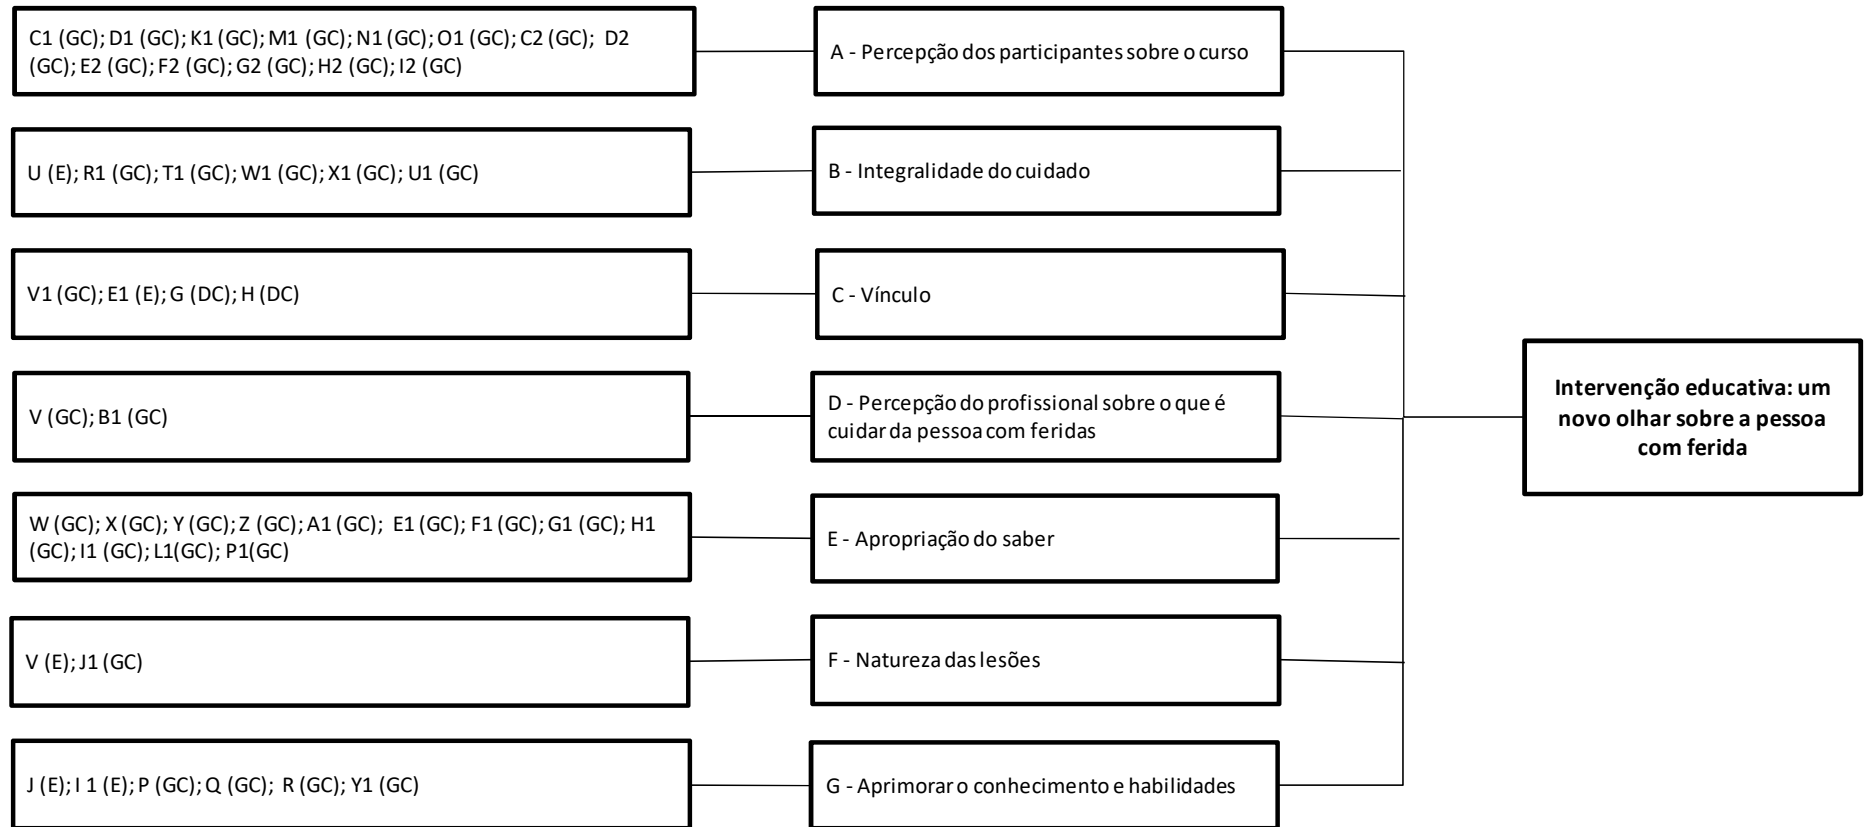 C1 (GC); D1 (GC); K1 (GC); M1 (GC); N1 (GC); O1 (GC); C2 (GC); D2
(GC); E2 (GC); F2 (GC); G2 (GC); H2 (GC); I2 (GC)
A - Percepção dos participantes sobre o curso
U (E); R1 (GC); T1 (GC); W1 (GC); X1 (GC); U1 (GC)
B - Integralidade do cuidado
V1 (GC); E1 (E); G (DC); H (DC)
C - Vínculo
V (GC); B1 (GC)
D - Percepção do profissional sobre o que é
cuidar da pessoa com feridas
W (GC); X (GC); Y (GC); Z (GC); A1 (GC); E1 (GC); F1 (GC); G1 (GC); H1
(GC); I1 (GC); L1(GC); P1(GC)
E - Apropriação do saber
V (E); J1 (GC)
F - Natureza das lesões
J (E); I 1 (E); P (GC); Q (GC); R (GC); Y1 (GC)
G - Aprimorar o conhecimento e habilidades
Intervenção educativa: um
novo olhar sobre a pessoa
com ferida